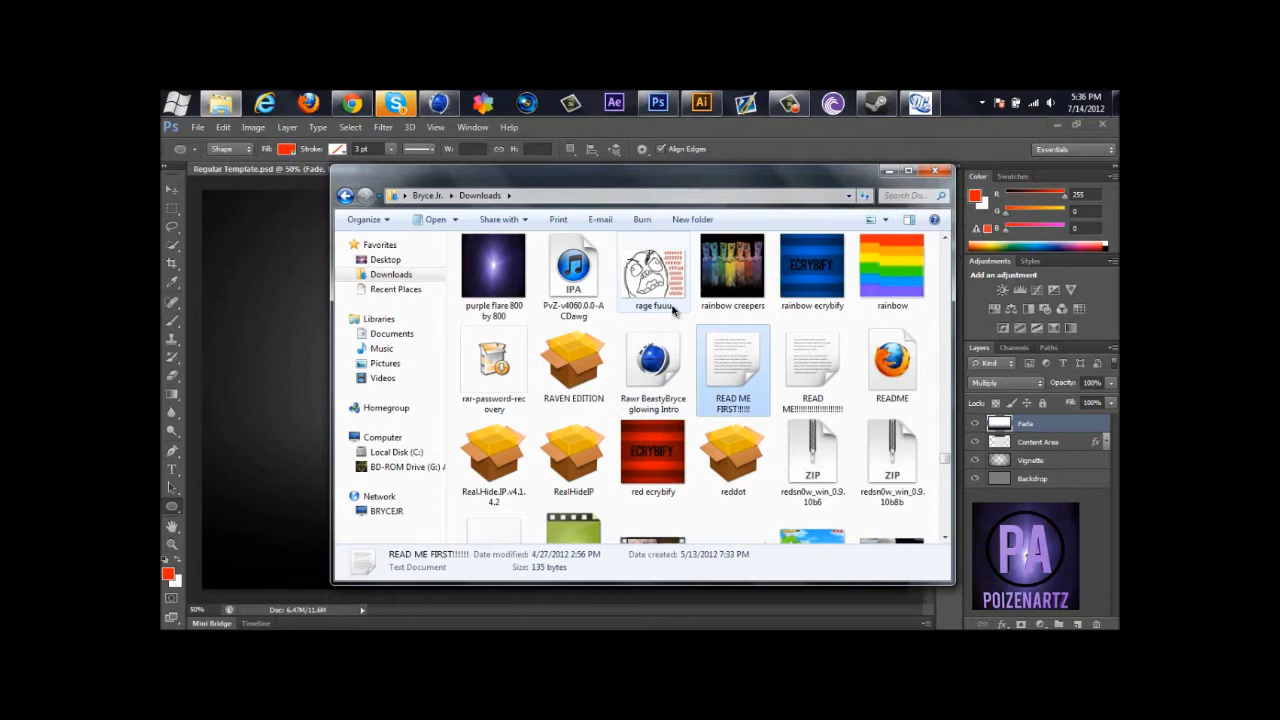 Ae Ps Ai DC
5:36 PM
7/14/2012
Ps File Edit Image Layer Type Select Filter 3D View Window Help
Shape Fill: Stroke: 3 pt W: H: Align Edges Essentials
Regular Template.psd @ 50% (Fade,
Bryce Jr. Downloads Search Do...
Organize Open Share with Print E-mail Burn New folder
Favorites
Desktop
Downloads
Recent Places
Libraries
Documents
Music
Pictures
Videos
Homegroup
Computer
Local Disk (C:)
BD-ROM Drive (G:) A
Network
BRYCEJR
IPA
ECRYBIFY
purple flare 800
by 800
PvZ-v4060.0.0-A
CDawg
rage fuuu
rainbow creepers
rainbow ecrybify
rainbow
rar-password-rec
overy
RAVEN EDITION
Rawr BeastyBryce
glowing Intro
READ ME
FIRST!!!!!!
READ
ME!!!!!!!!!!!!!!!!!!!!!!
README
ECRYBIFY
ZIP
ZIP
Real.Hide.IP.v4.1.
4.2
RealHideIP
red ecrybify
reddot
redsn0w_win_0.9.
10b6
redsn0w_win_0.9.
10b8b
READ ME FIRST!!!!!! Date modified: 4/27/2012 2:56 PM Date created: 5/13/2012 7:33 PM
Text Document Size: 135 bytes
Color Swatches
R 255
G 0
B 0
Adjustments Styles
Add an adjustment
Layers Channels Paths
Kind
Multiply Opacity: 100%
Lock: Fill: 100%
Fade
Content Area fx
Vignette
Backdrop
PA
POIZENARTZ
50% Doc: 6.47M/11.6M
Mini Bridge Timeline